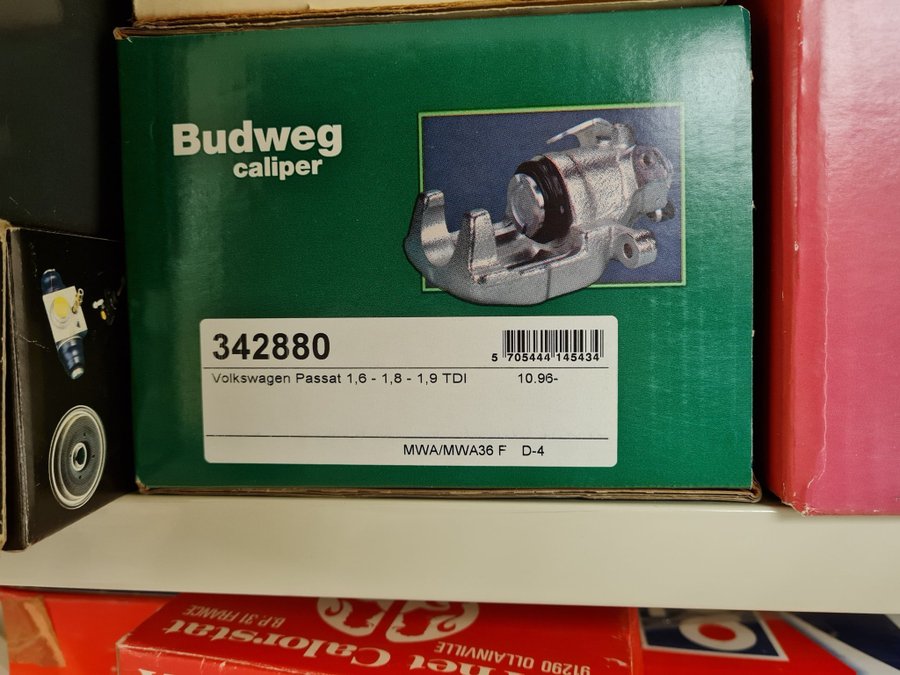 Budweg
caliper
342880
5 705444 145434
Volkswagen Passat 1,6 - 1,8 - 1,9 TDI 10.96-
MWA/MWA36 F D-4
Calorstat
B.P. 31 FRANCE
91290 OLLAINVILLE